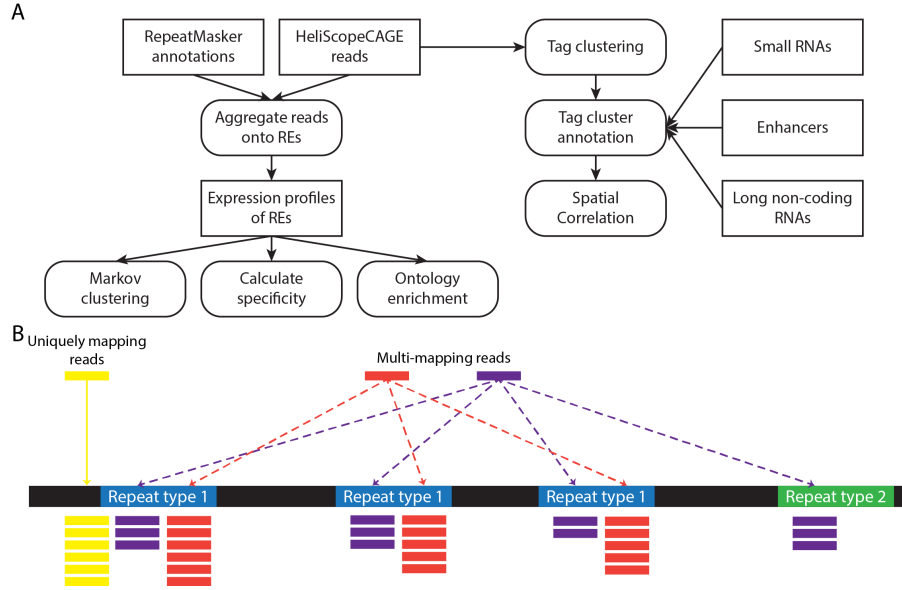 A
RepeatMasker
annotations
HeliScopeCAGE
reads
Tag clustering
Small RNAs
Aggregate reads
onto REs
Tag cluster
annotation
Enhancers
Expression profiles
of REs
Spatial
Correlation
Long non-coding
RNAs
Markov
clustering
Calculate
specificity
Ontology
enrichment
B
Uniquely mapping
reads
Multi-mapping reads
Repeat type 1
Repeat type 1
Repeat type 1
Repeat type 2